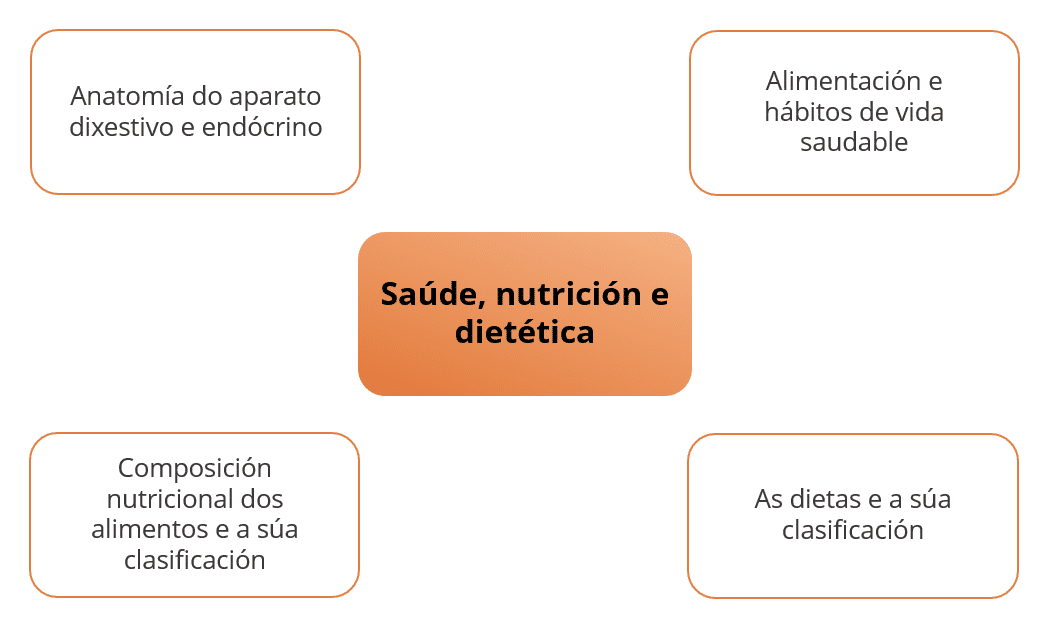 Anatomía do aparato
dixestivo e endócrino
Alimentación e
hábitos de vida
saudable
Saúde, nutrición e
dietética
Composición
nutricional dos
alimentos e a súa
clasificación
As dietas e a súa
clasificación